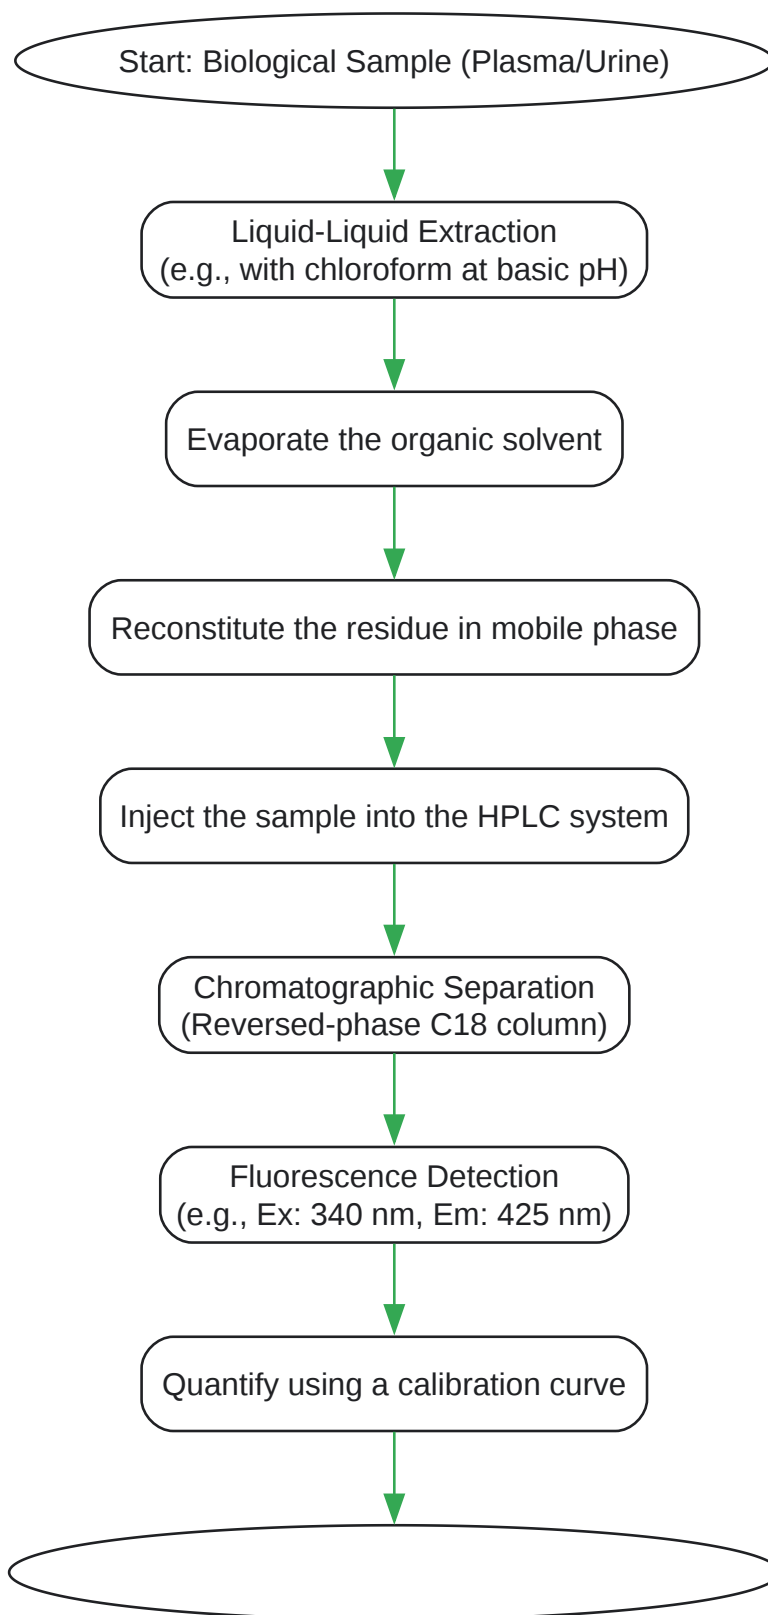 Start: Biological Sample (Plasma/Urine)
Liquid-Liquid Extraction
(e.g., with chloroform at basic pH)
Evaporate the organic solvent
Reconstitute the residue in mobile phase
Inject the sample into the HPLC system
Chromatographic Separation
(Reversed-phase C18 column)
Fluorescence Detection
(e.g., Ex: 340 nm, Em: 425 nm)
Quantify using a calibration curve